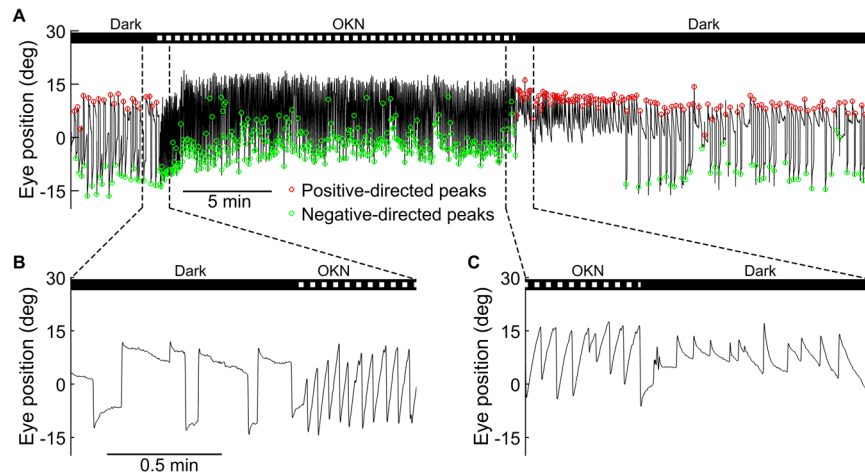 A
Dark OKN Dark
Eye position (deg)
30
15
0
-15
5 min
Positive-directed peaks
Negative-directed peaks
B
Dark OKN
Eye position (deg)
30
15
0
-15
0.5 min
C
OKN Dark
Eye position (deg)
30
15
0
-15